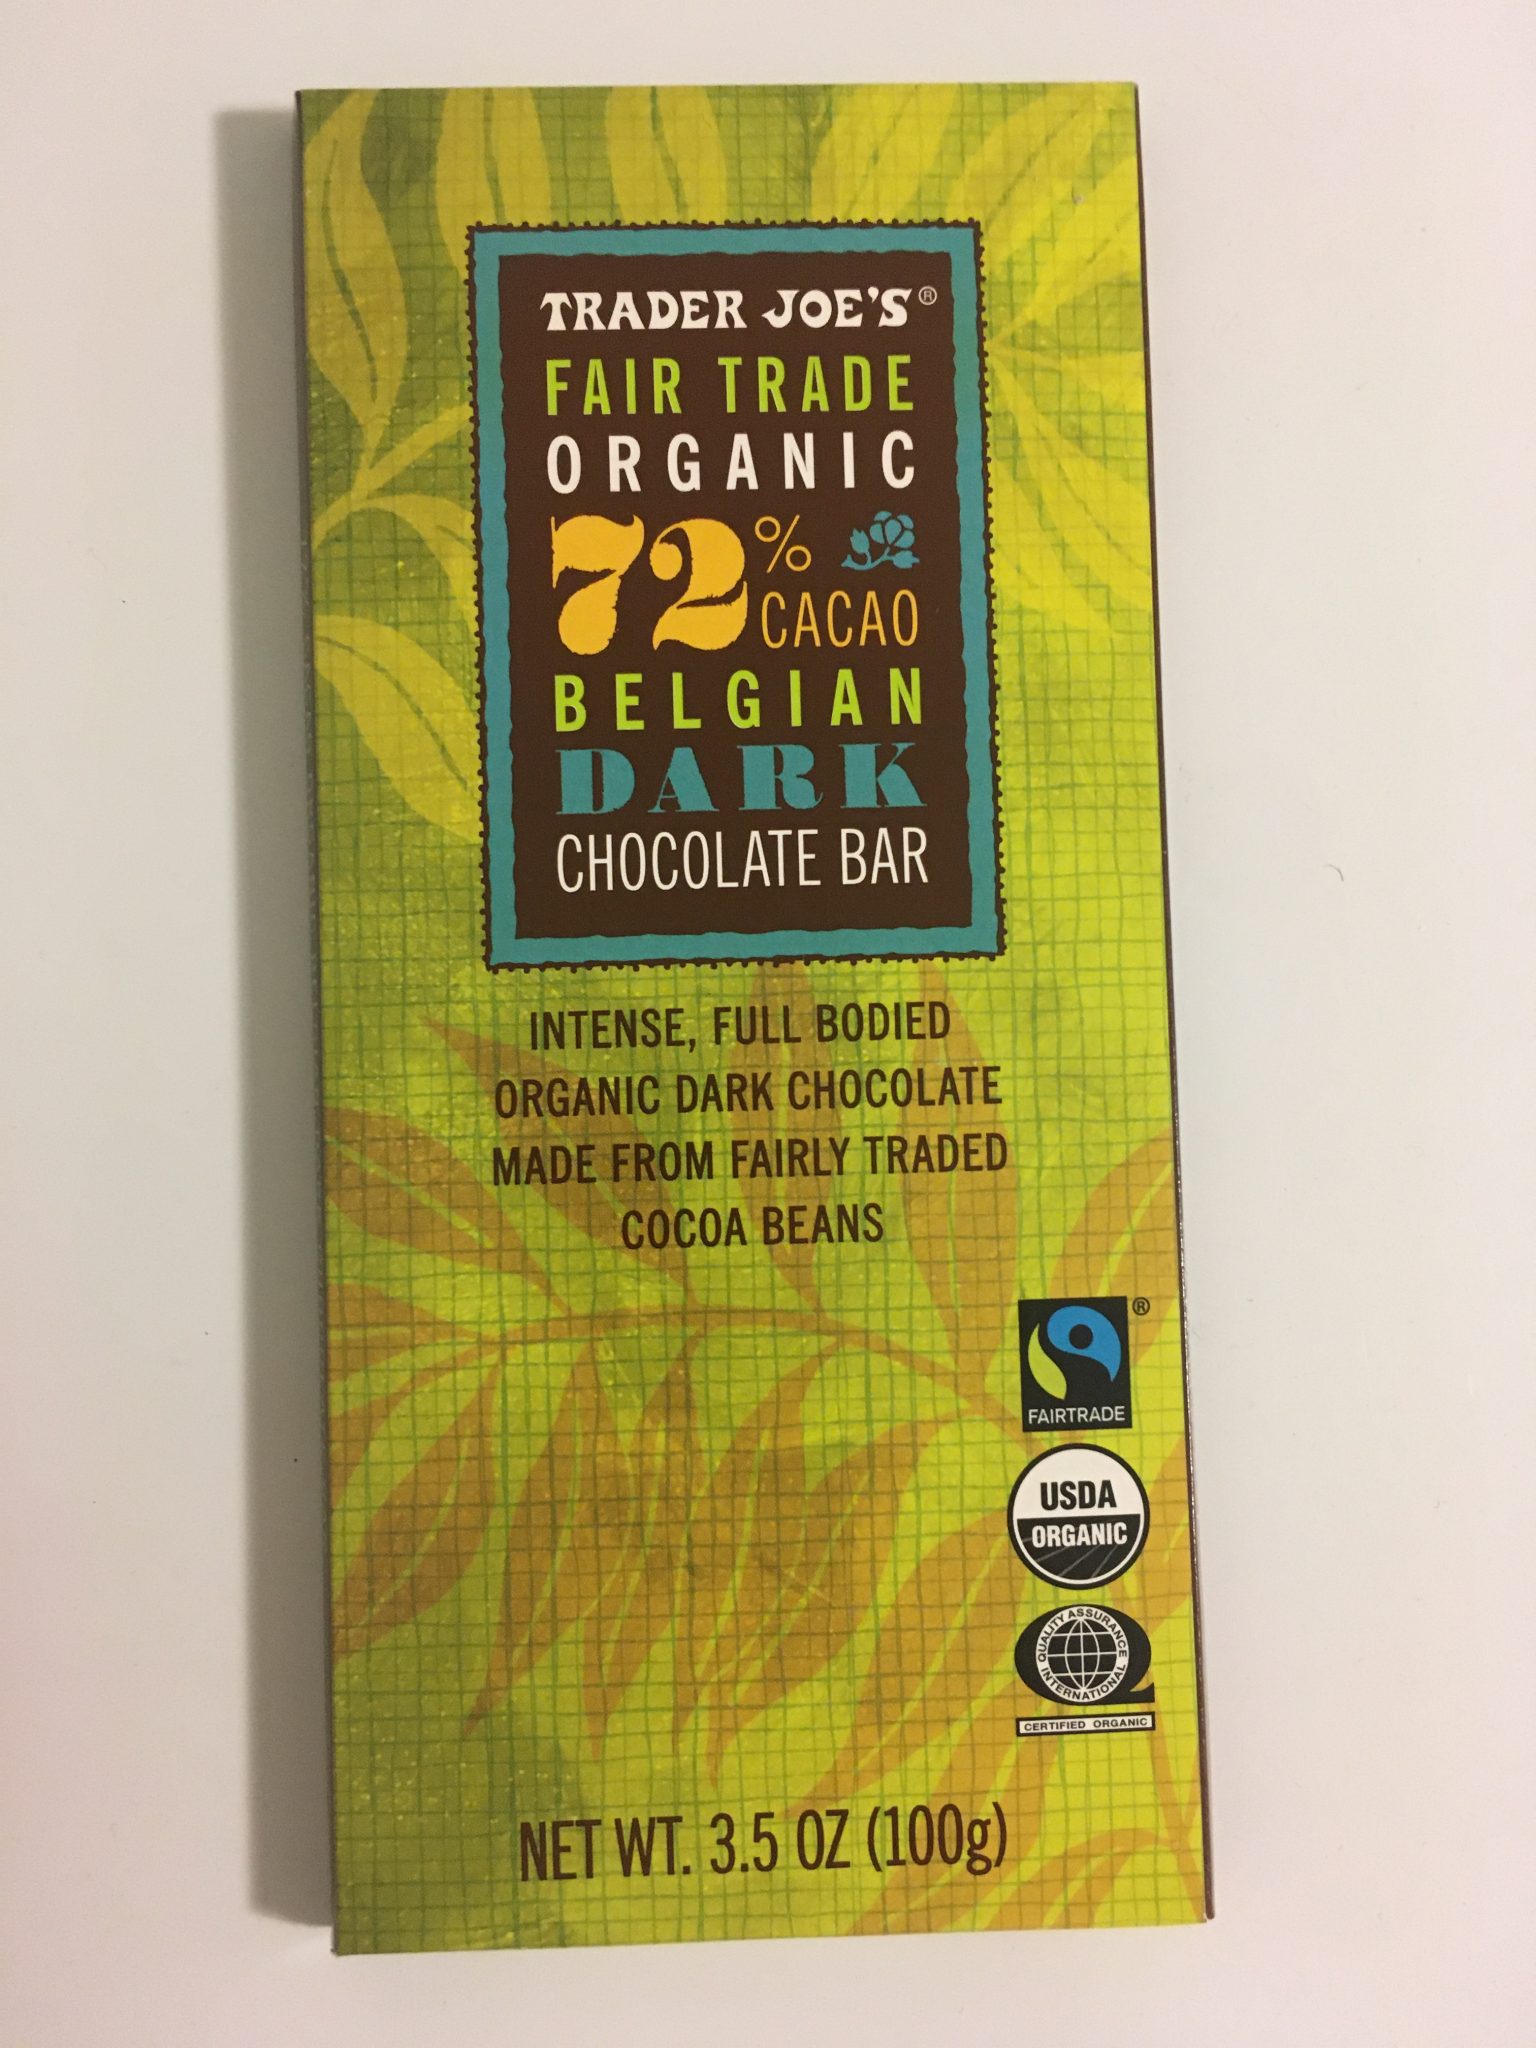 TRADER JOE'S®
FAIR TRADE
ORGANIC
72%
CACAO
BELGIAN
DARK
CHOCOLATE BAR
INTENSE, FULL BODIED
ORGANIC DARK CHOCOLATE
MADE FROM FAIRLY TRADED
COCOA BEANS
®
FAIRTRADE
USDA
ORGANIC
QUALITY ASSURANCE
INTERNATIONAL
CERTIFIED ORGANIC
NET WT. 3.5 OZ (100g)